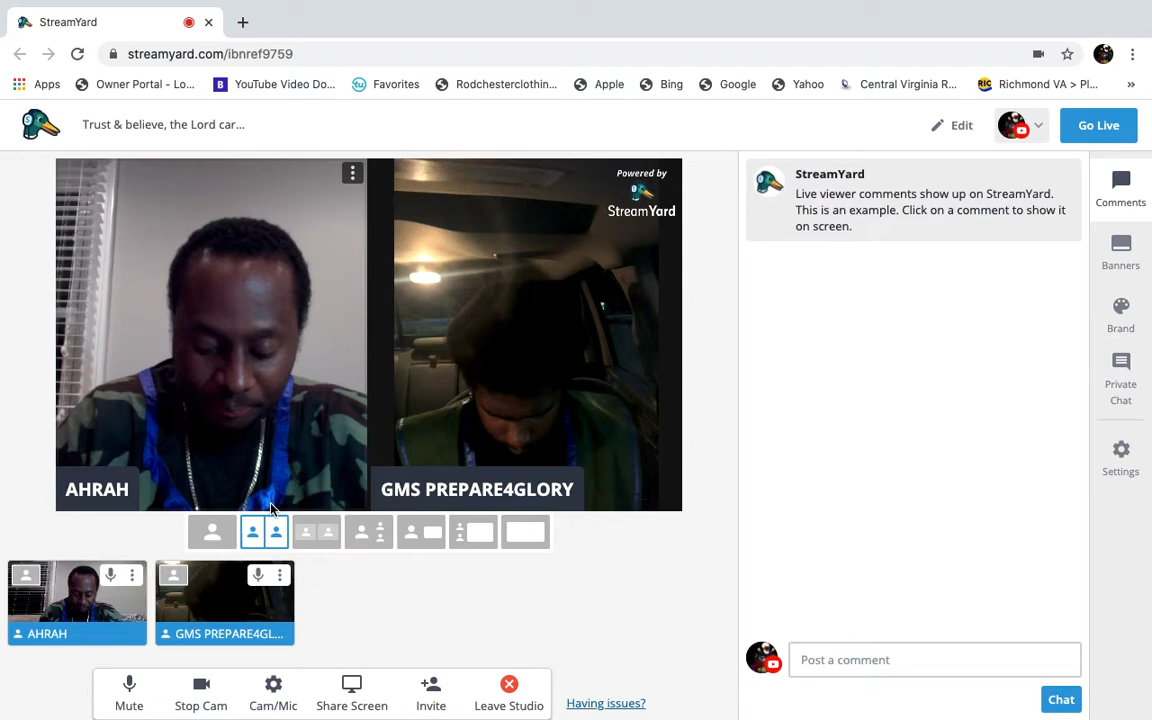 StreamYard
streamyard.com/ibnref9759
Apps
Owner Portal - Lo...
YouTube Video Do...
Favorites
Rodchesterclothin...
Apple
Bing
Google
Yahoo
Central Virginia R...
RIC
Richmond VA > Pl...
»
Trust & believe, the Lord car...
Edit
Go Live
Powered by
StreamYard
AHRAH
GMS PREPARE4GLORY
StreamYard
Live viewer comments show up on StreamYard.
This is an example. Click on a comment to show it
on screen.
Comments
Banners
Brand
Private
Chat
Settings
AHRAH
GMS PREPARE4GL...
Mute
Stop Cam
Cam/Mic
Share Screen
Invite
Leave Studio
Having issues?
Post a comment
Chat